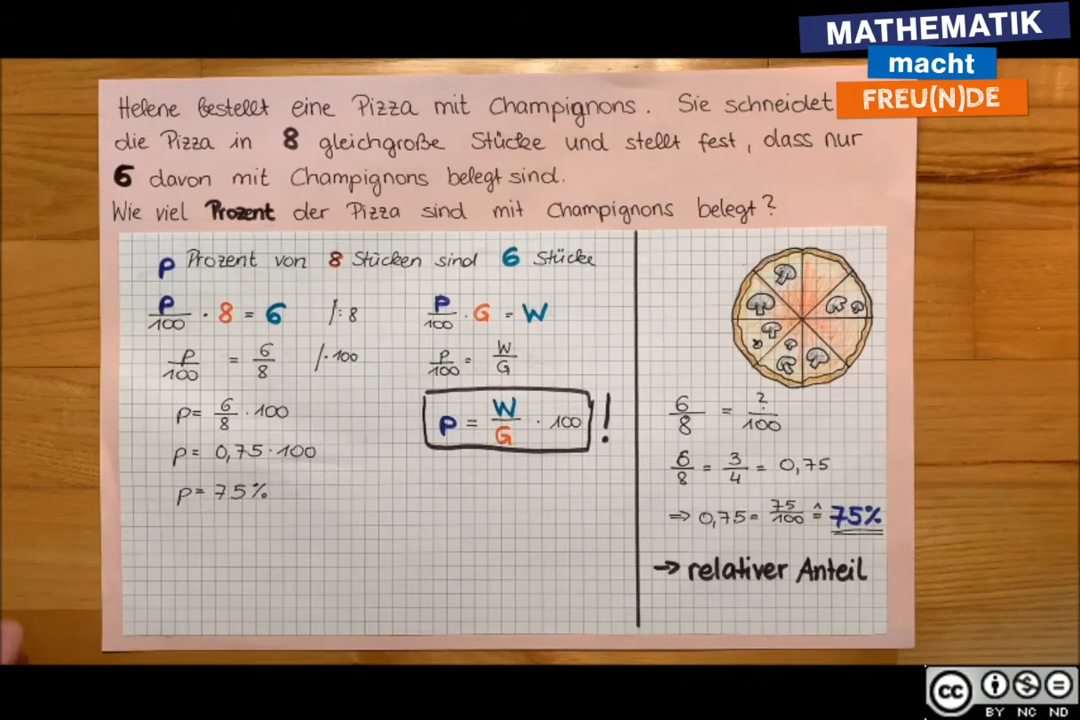 MATHEMATIK
macht
FREU(N)DE
Helene bestellt eine Pizza mit Champignons. Sie schneidet
die Pizza in 8 gleichgroße Stücke und stellt fest, dass nur
6 davon mit Champignons belegt sind.
Wie viel Prozent der Pizza sind mit Champignons belegt?
p Prozent von 8 Stücken sind 6 Stücke
p/100 · 8 = 6 /:8
p/100 = 6/8 /·100
p = 6/8 · 100
p = 0,75 · 100
p = 75%
p/100 · G = W
p/100 = W/G
p = W/G · 100 !
6/8 = ?/100
6/8 = 3/4 = 0,75
⇒ 0,75 = 75/100 ≙ 75%
→ relativer Anteil
cc
BY NC ND